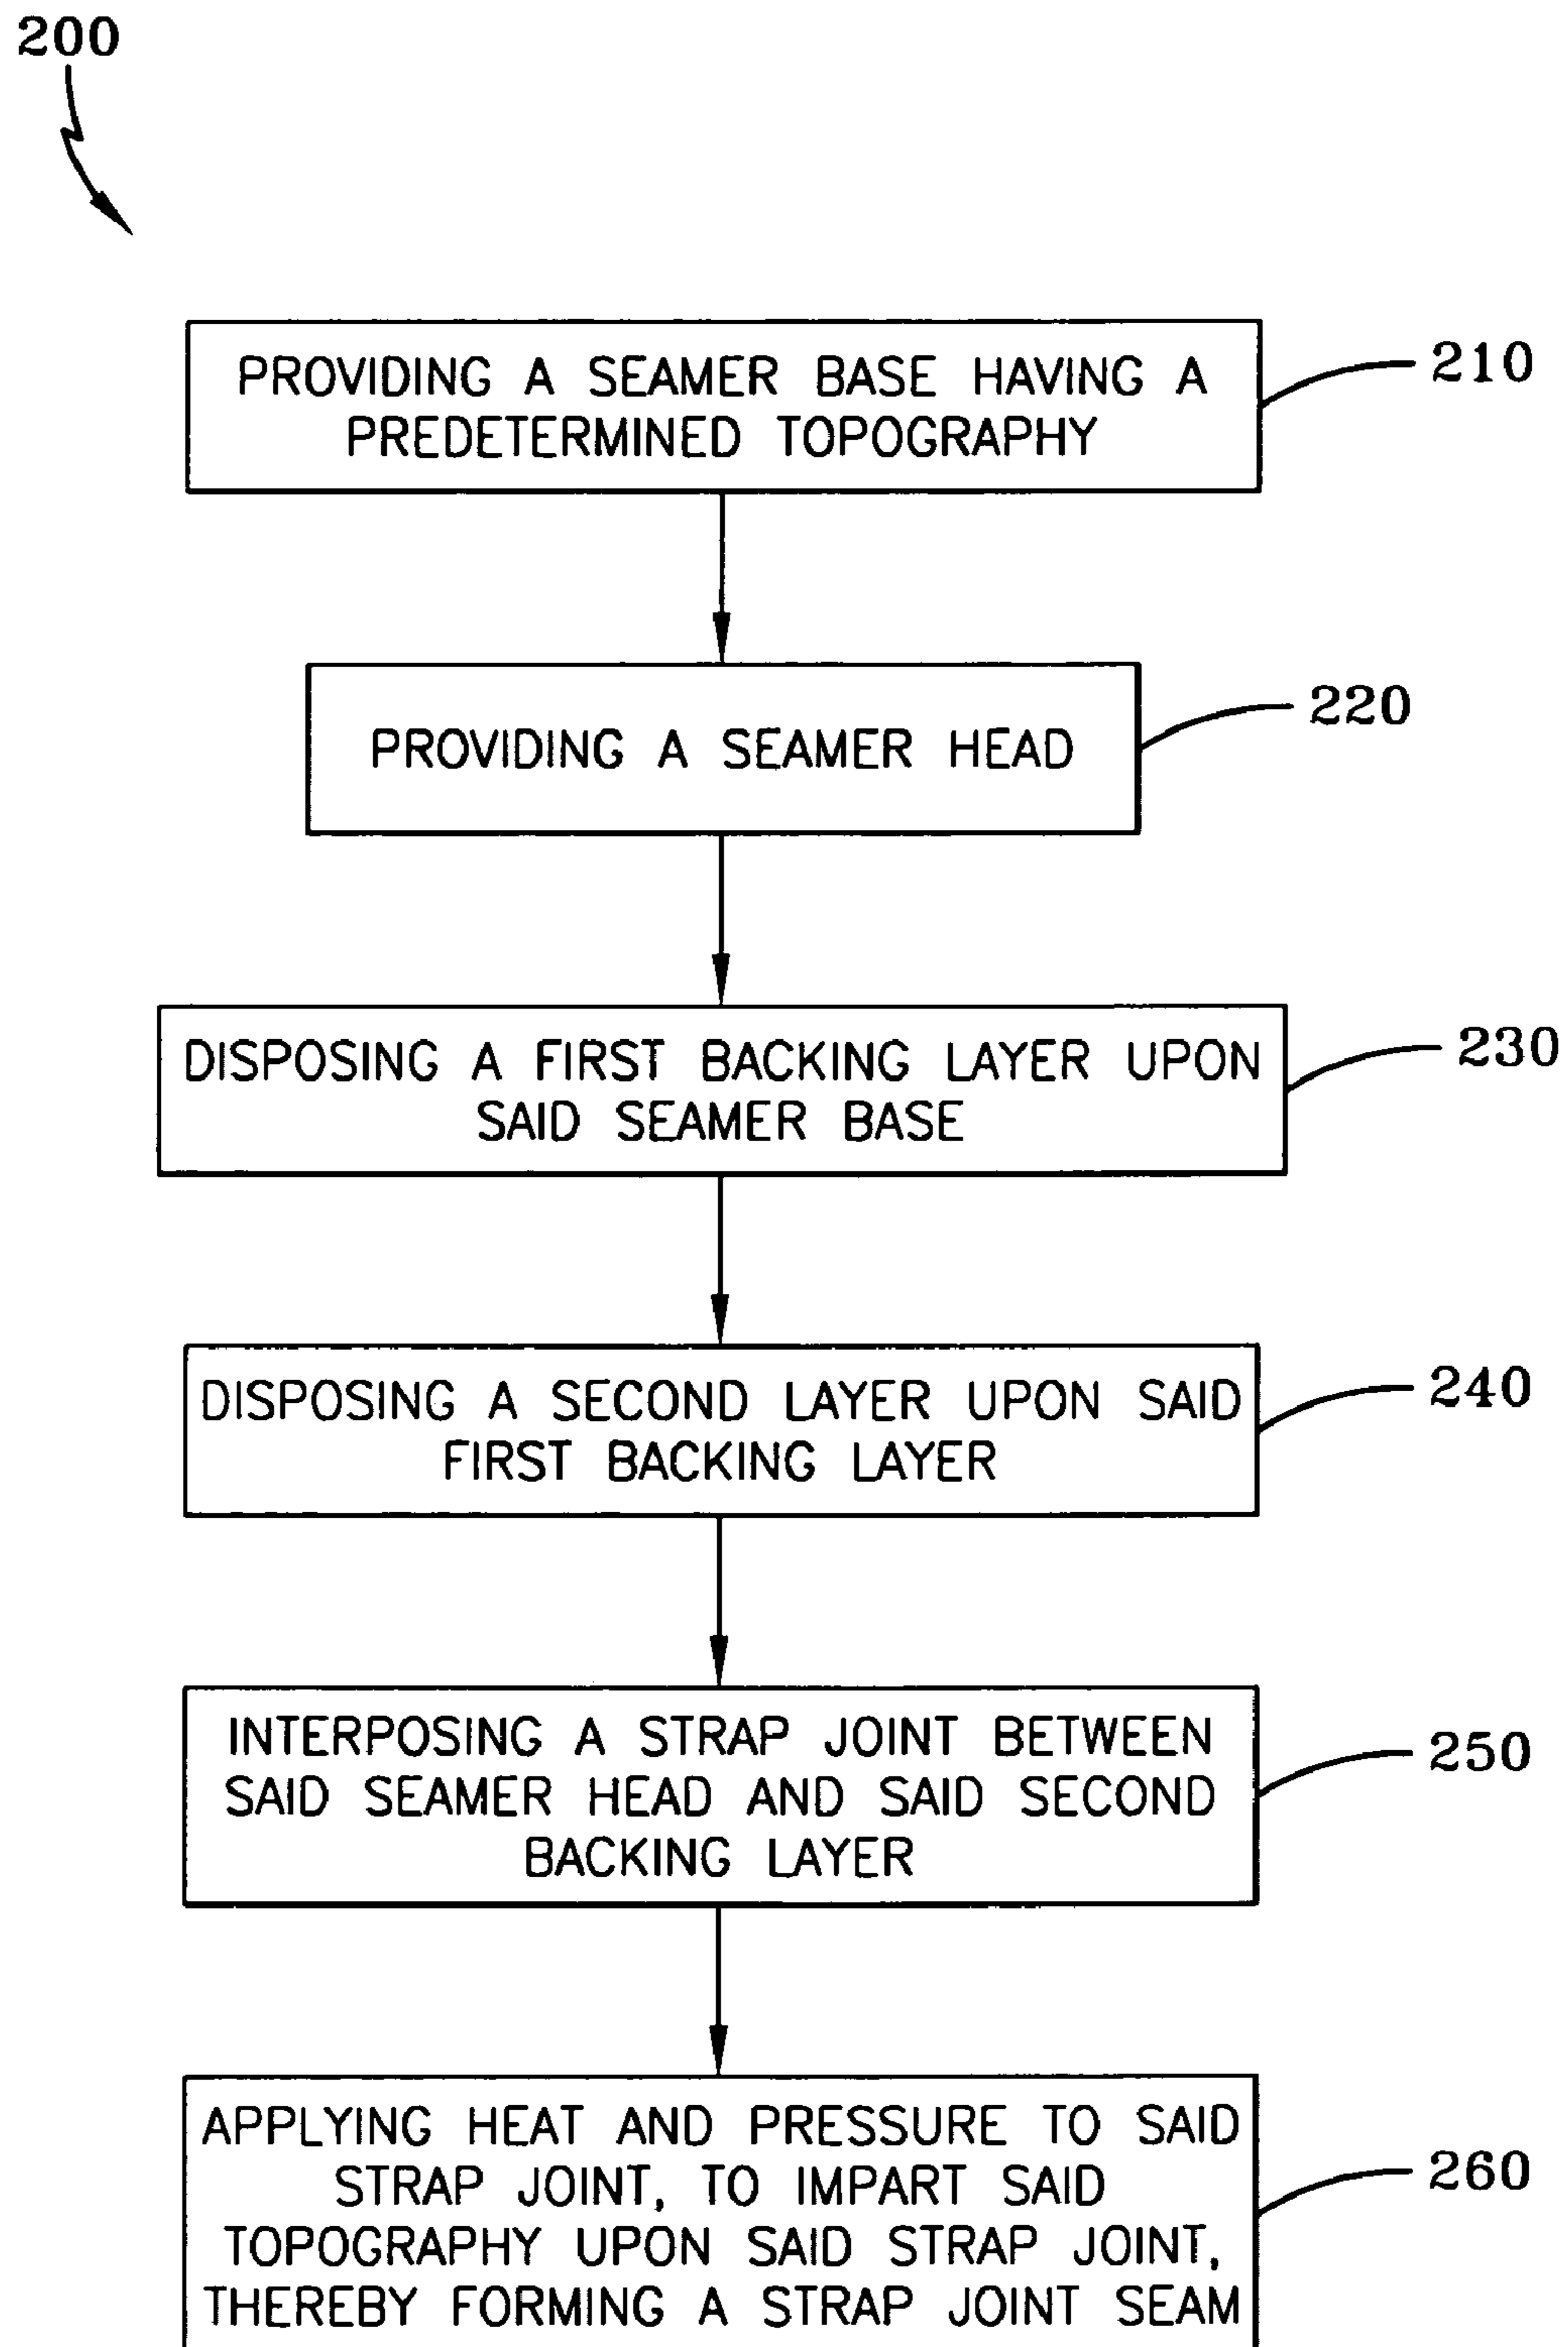 200
PROVIDING A SEAMER BASE HAVING A
PREDETERMINED TOPOGRAPHY
210
PROVIDING A SEAMER HEAD
220
DISPOSING A FIRST BACKING LAYER UPON
SAID SEAMER BASE
230
DISPOSING A SECOND LAYER UPON SAID
FIRST BACKING LAYER
240
INTERPOSING A STRAP JOINT BETWEEN
SAID SEAMER HEAD AND SAID SECOND
BACKING LAYER
250
APPLYING HEAT AND PRESSURE TO SAID
STRAP JOINT, TO IMPART SAID
TOPOGRAPHY UPON SAID STRAP JOINT,
THEREBY FORMING A STRAP JOINT SEAM
260